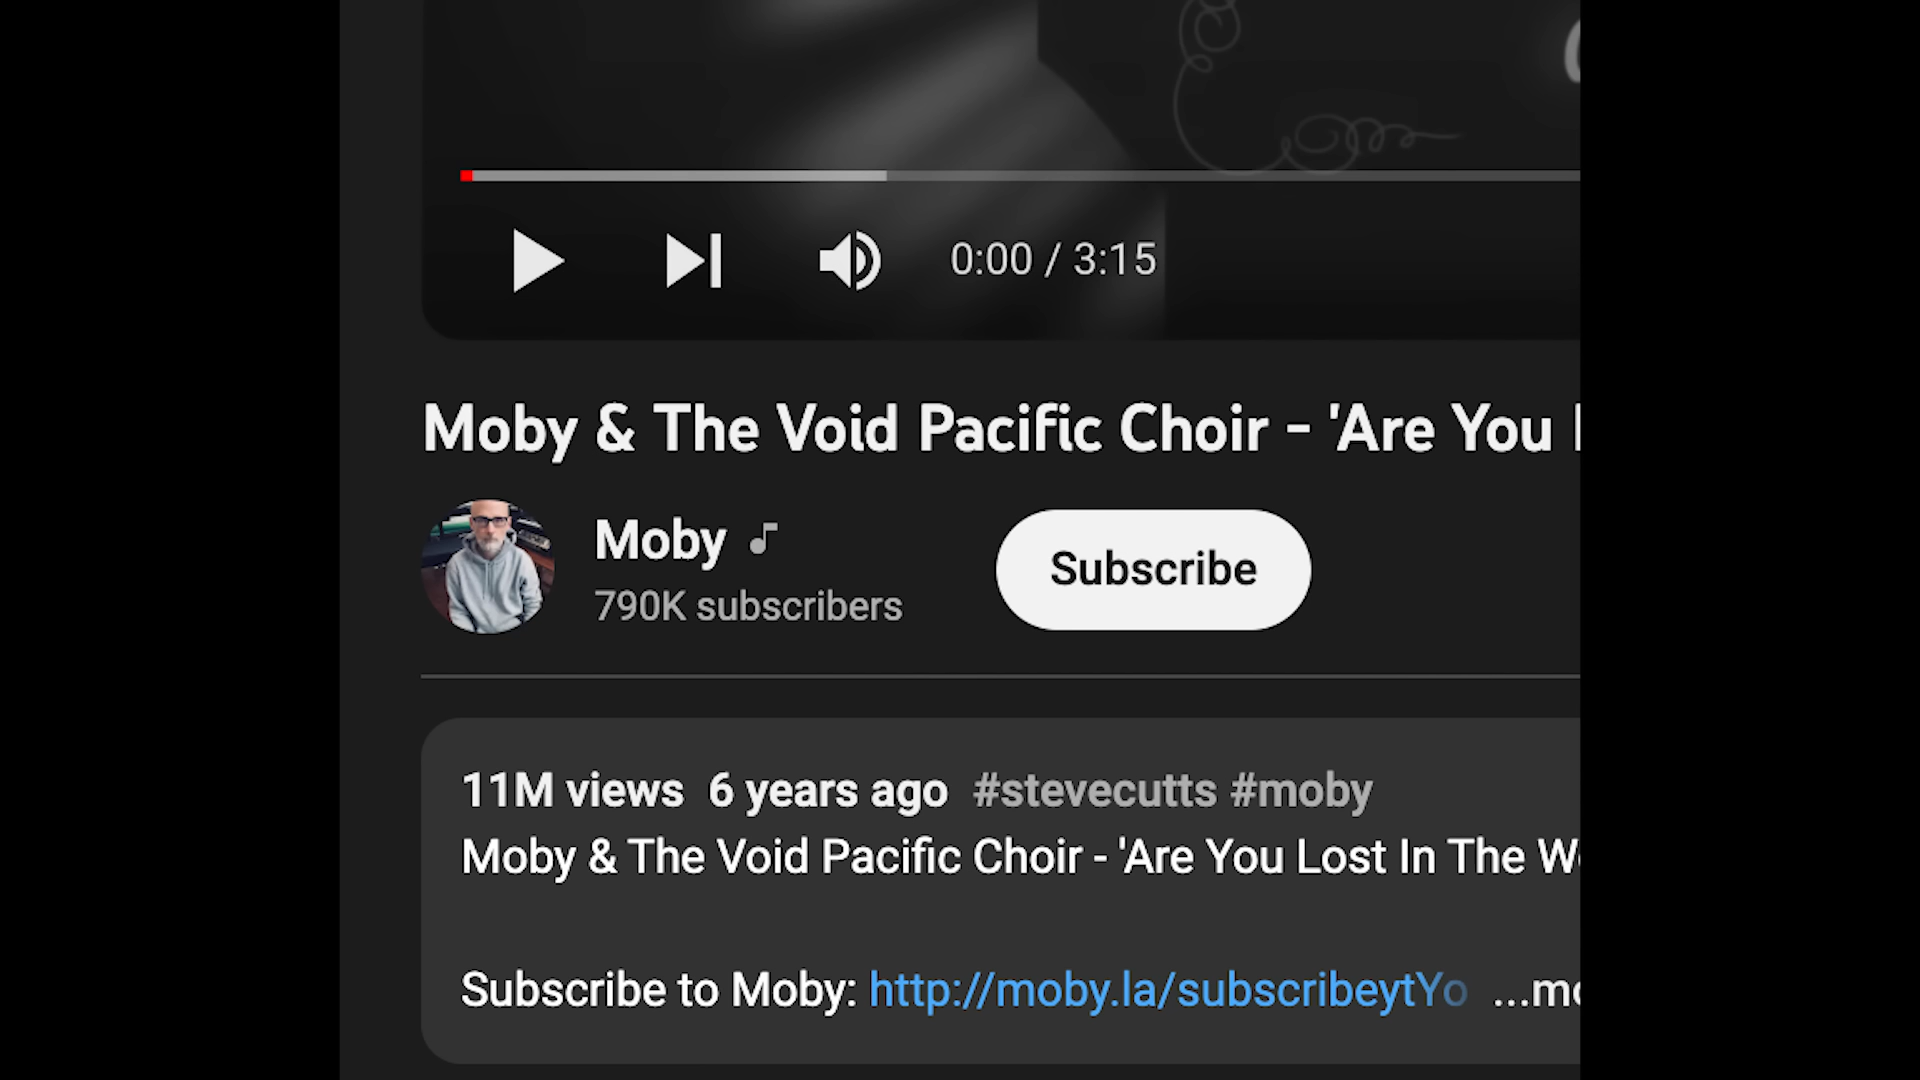 0:00 / 3:15
Moby & The Void Pacific Choir - 'Are You
Moby
790K subscribers
Subscribe
11M views 6 years ago #stevecutts #moby
Moby & The Void Pacific Choir - 'Are You Lost In The
Subscribe to Moby: http://moby.la/subscribeytYo